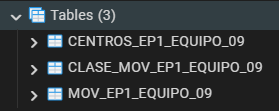 Tables (3)
CENTROS_EP1_EQUIPO_09
CLASE_MOV_EP1_EQUIPO_09
MOV_EP1_EQUIPO_09